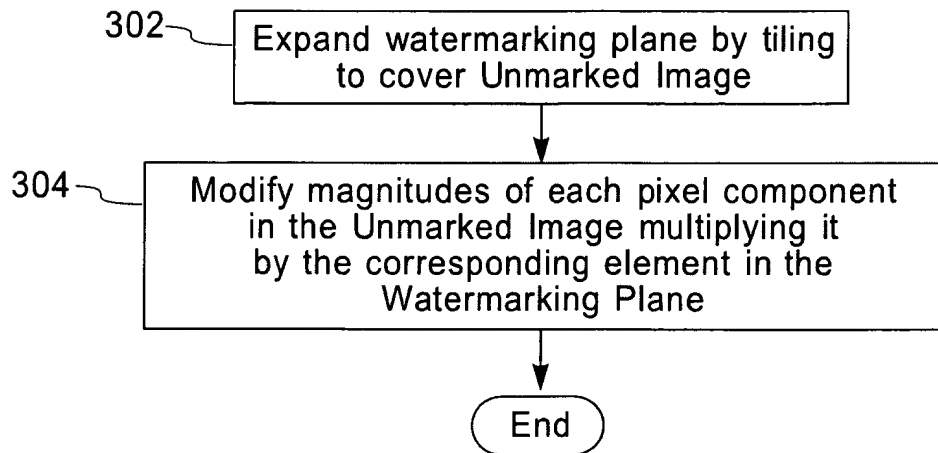 302
Expand watermarking plane by tiling
to cover Unmarked Image
304
Modify magnitudes of each pixel component
in the Unmarked Image multiplying it
by the corresponding element in the
Watermarking Plane
End